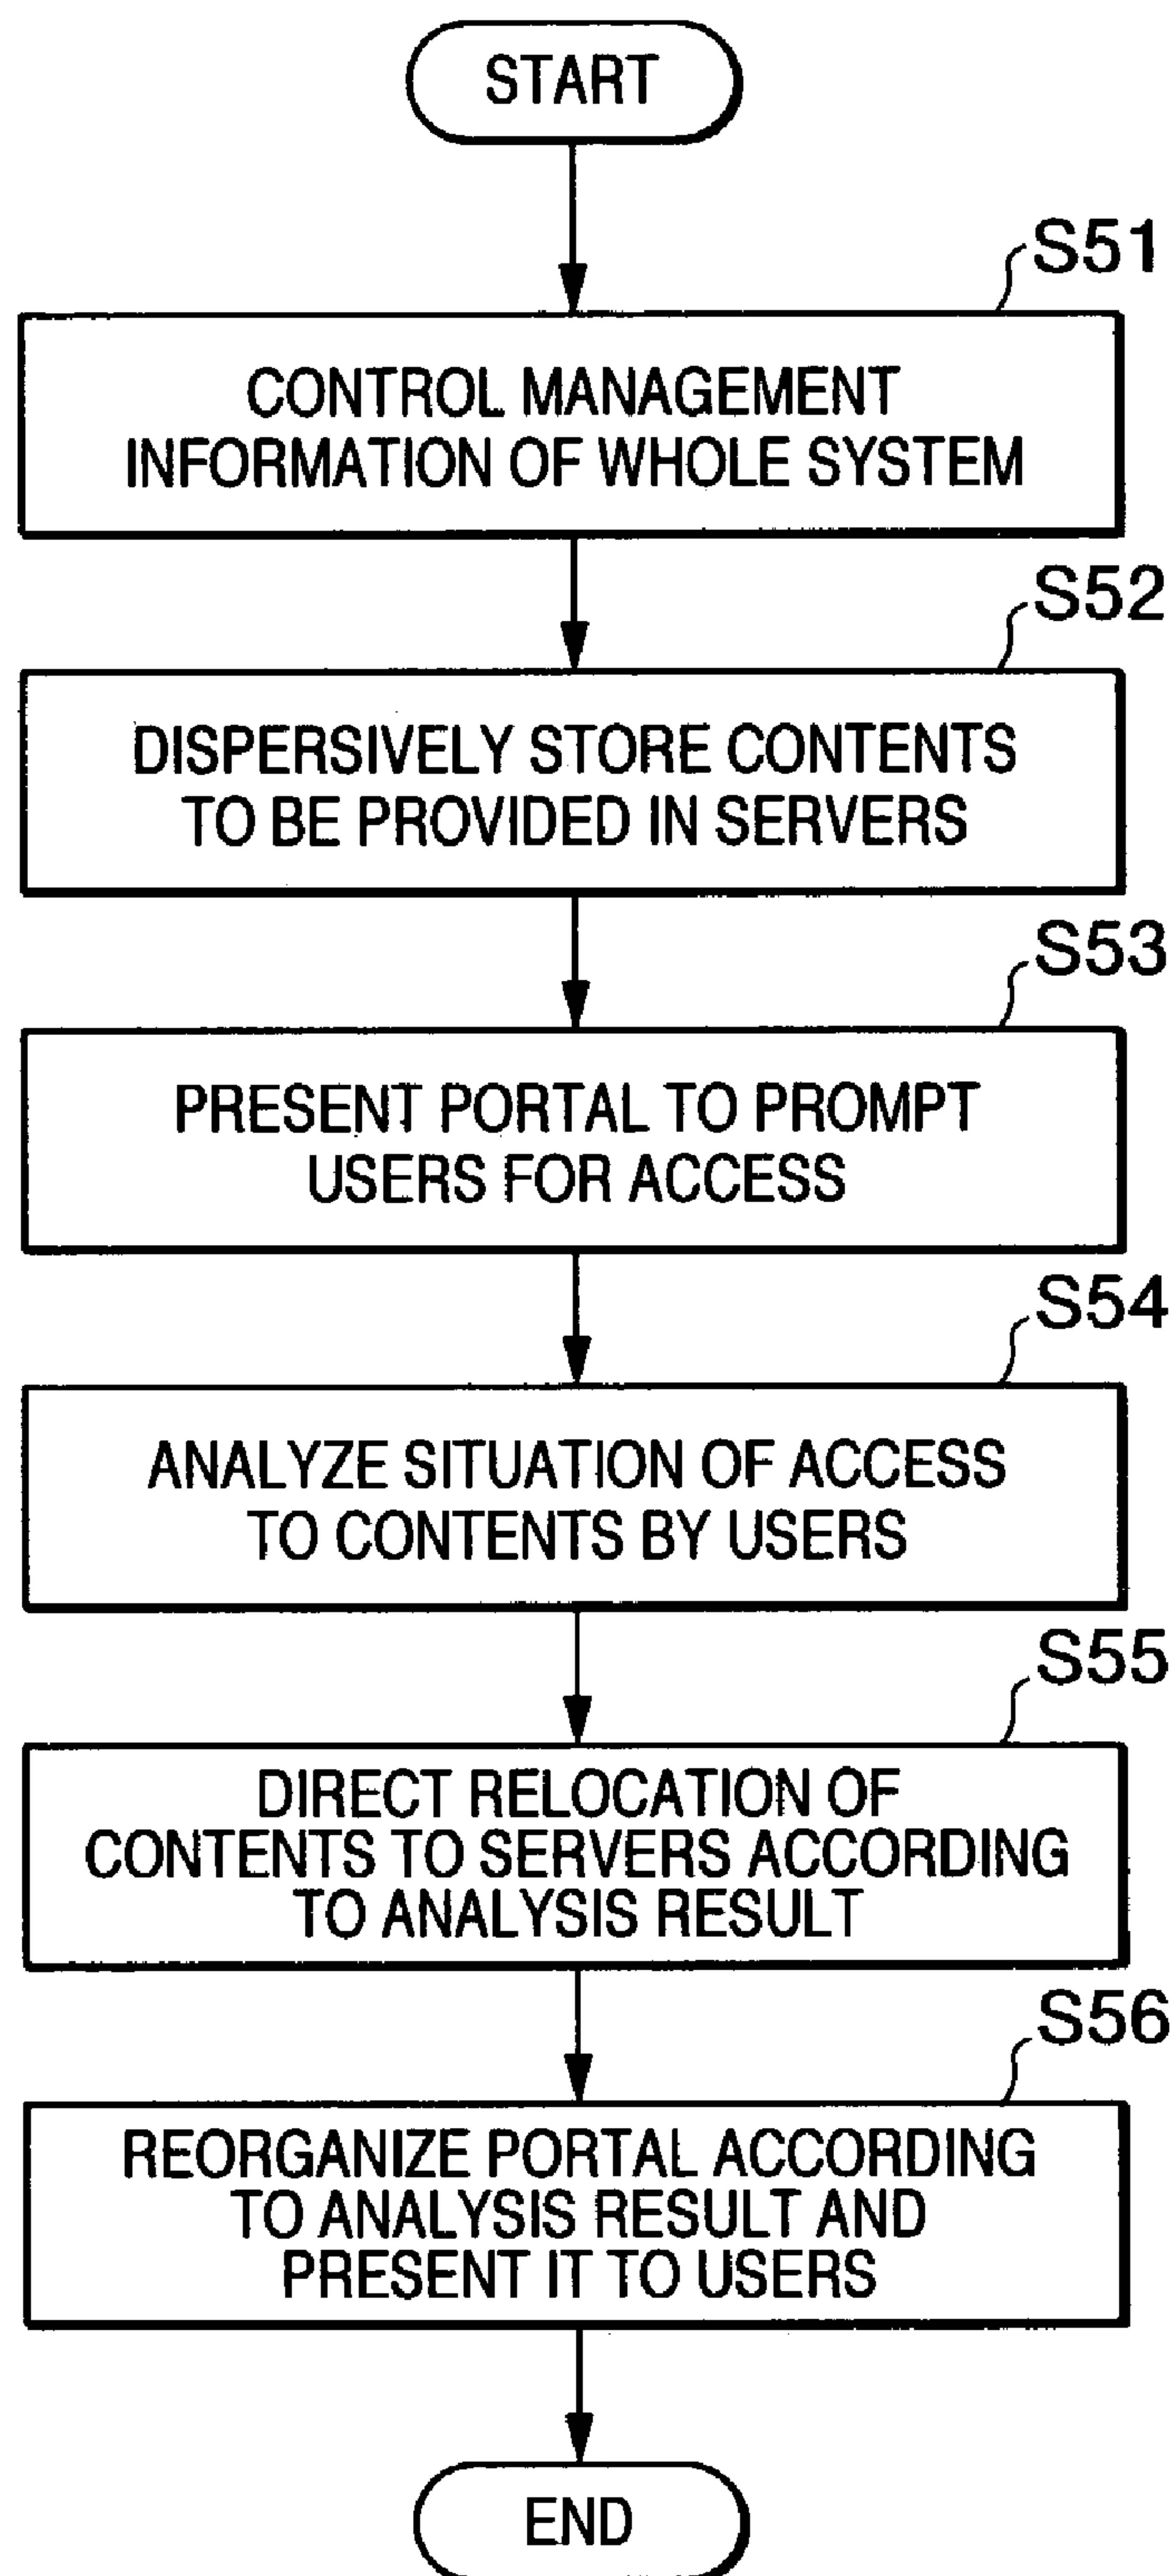 START
S51
CONTROL MANAGEMENT
INFORMATION OF WHOLE SYSTEM
S52
DISPERSIVELY STORE CONTENTS
TO BE PROVIDED IN SERVERS
S53
PRESENT PORTAL TO PROMPT
USERS FOR ACCESS
S54
ANALYZE SITUATION OF ACCESS
TO CONTENTS BY USERS
S55
DIRECT RELOCATION OF
CONTENTS TO SERVERS ACCORDING
TO ANALYSIS RESULT
S56
REORGANIZE PORTAL ACCORDING
TO ANALYSIS RESULT AND
PRESENT IT TO USERS
END